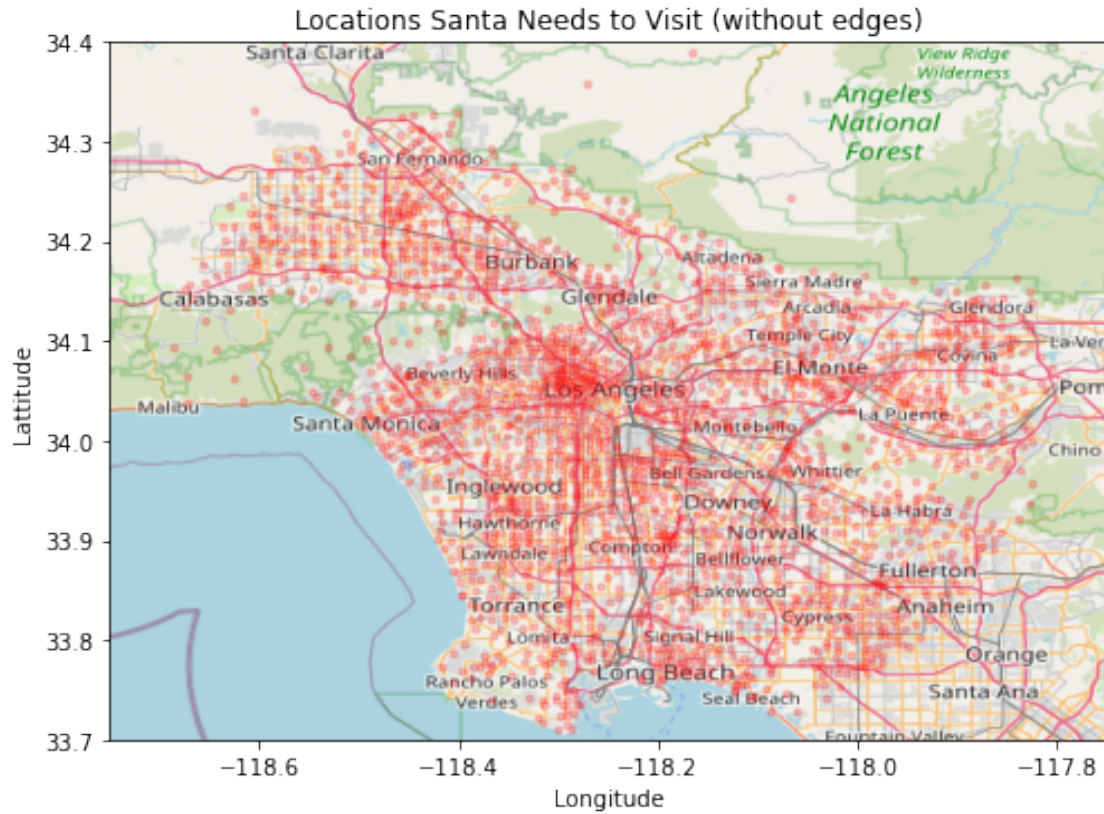 Locations Santa Needs to Visit (without edges)
34.4
Santa Clarita
View Ridge
Wilderness
Angeles
National
Forest
34.3
San Fernando
34.2
Burbank
Altadena
Calabasas
Glendale
Sierra Madre
Arcadia
Glendora
34.1
Temple City
La-Ver
Covina
Beverly Hills
El Monte
Los Angeles
Pom
Malibu
La Puente
Santa Monica
34.0
Montebello
Chino
Bell Gardens
Whittier
Inglewood
Downey
La Habra
Hawthorne
Norwalk
33.9
Lawndale
Compton
Bellflower
Fullerton
Torrance
Lakewood
Anaheim
Cypress
33.8
Lomita
Signal Hill
Orange
Rancho Palos
Verdes
Long Beach
Seal Beach
Santa Ana
33.7
Fountain Valley
−118.6
−118.4
−118.2
−118.0
−117.8
Longitude
Lattitude